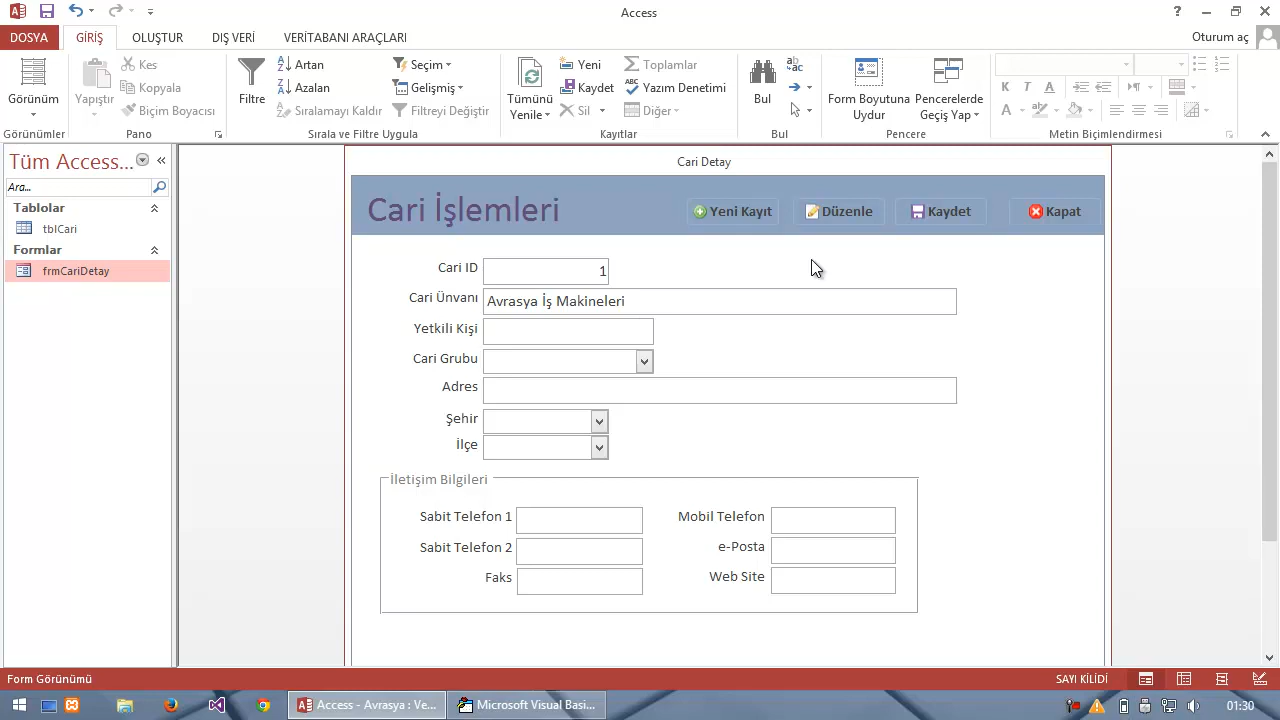 Access
DOSYA GİRİŞ OLUŞTUR DIŞ VERİ VERİTABANI ARAÇLARI Oturum aç
Görünüm
Görünümler
Yapıştır
Kes
Kopyala
Biçim Boyacısı
Pano
Filtre
Artan
Azalan
Sıralamayı Kaldır
Seçim
Gelişmiş
Filtreyi Değiştir
Sırala ve Filtre Uygula
Tümünü
Yenile
Yeni
Kaydet
Sil
Toplamlar
Yazım Denetimi
Diğer
Kayıtlar
Bul
Bul
Form Boyutuna
Uydur
Pencerelerde
Geçiş Yap
Pencere
K T A
A
Metin Biçimlendirmesi
Tüm Access...
Ara...
Tablolar
tblCari
Formlar
frmCariDetay
Cari Detay
Cari İşlemleri Yeni Kayıt Düzenle Kaydet Kapat
Cari ID 1
Cari Ünvanı Avrasya İş Makineleri
Yetkili Kişi
Cari Grubu
Adres
Şehir
İlçe
İletişim Bilgileri
Sabit Telefon 1 Mobil Telefon
Sabit Telefon 2 e-Posta
Faks Web Site
Form Görünümü SAYI KİLİDİ
Access - Avrasya : Ve... Microsoft Visual Basi... 01:30